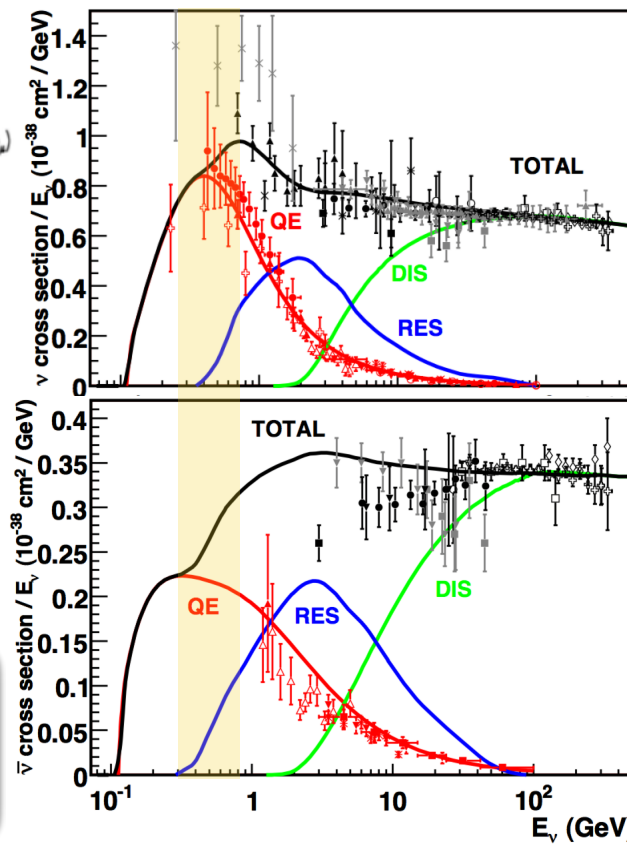 ν cross section / Eν (10⁻³⁸ cm² / GeV)
1.4
1.2
1
0.8
0.6
0.4
0.2
0
TOTAL
QE
DIS
RES
ν̅ cross section / Eν (10⁻³⁸ cm² / GeV)
0.4
0.35
0.3
0.25
0.2
0.15
0.1
0.05
0
TOTAL
QE
RES
DIS
10⁻¹ 1 10 10²
Eν (GeV)